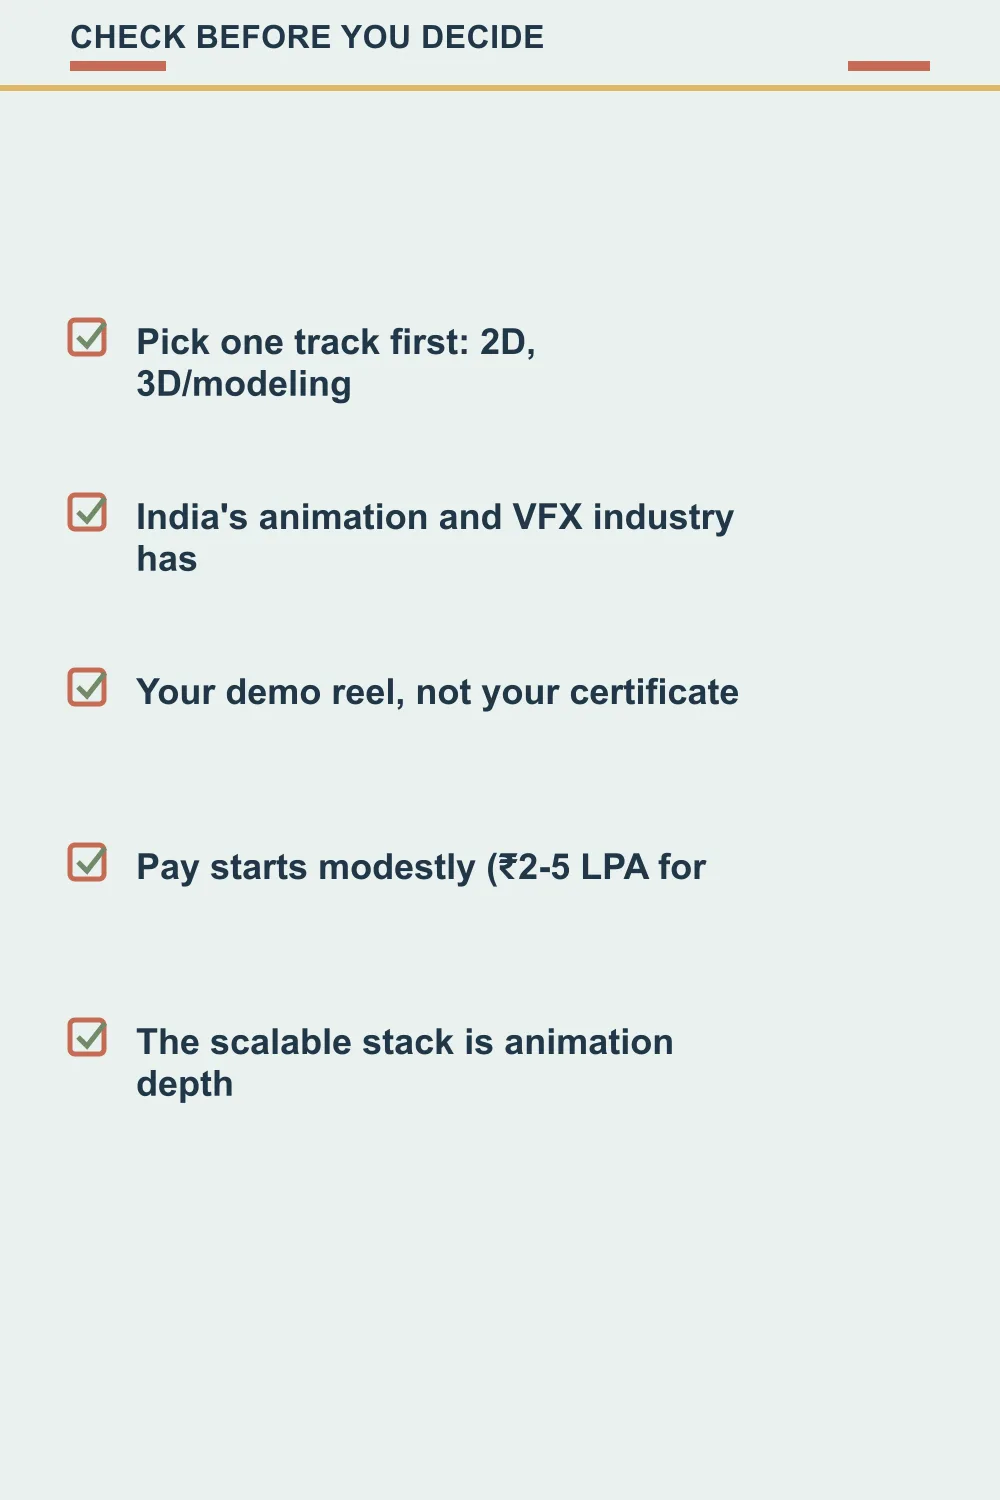 CHECK BEFORE YOU DECIDE
Pick one track first: 2D,
3D/modeling
India's animation and VFX industry
has
Your demo reel, not your certificate
Pay starts modestly (₹2-5 LPA for
The scalable stack is animation
depth